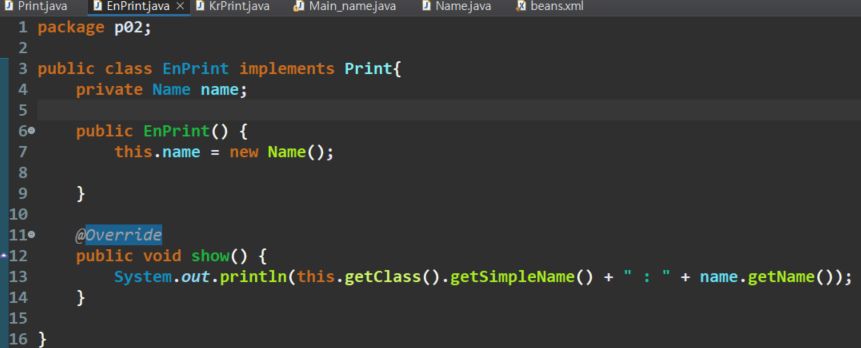 Print.java EnPrint.java KrPrint.java Main_name.java Name.java beans.xml
1 package p02;
2
3 public class EnPrint implements Print{
4     private Name name;
5
6     public EnPrint() {
7         this.name = new Name();
8
9     }
10
11     @Override
12     public void show() {
13         System.out.println(this.getClass().getSimpleName() + " : " + name.getName());
14     }
15
16 }